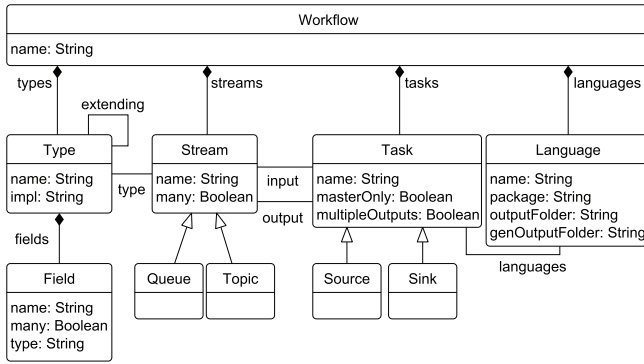 Workflow
name: String
types
streams
tasks
languages
extending
Type
name: String
impl: String
type
Stream
name: String
many: Boolean
input
output
Task
name: String
masterOnly: Boolean
multipleOutputs: Boolean
Language
name: String
package: String
outputFolder: String
genOutputFolder: String
fields
languages
Field
name: String
many: Boolean
type: String
Queue
Topic
Source
Sink